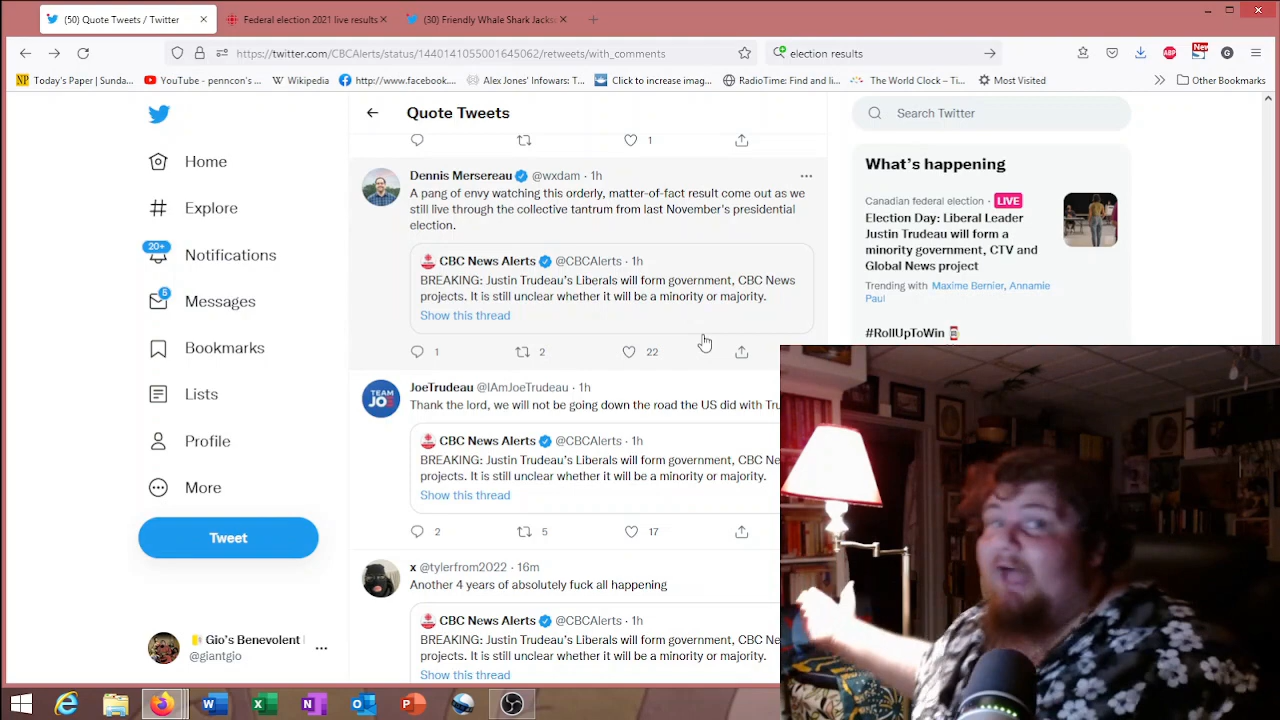 (50) Quote Tweets / Twitter
Federal election 2021 live results
(30) Friendly Whale Shark Jacks
https://twitter.com/CBCAlerts/status/1440141055001645062/retweets/with_comments
election results
New
NP Today's Paper | Sunda...
YouTube - penncon's...
W Wikipedia
http://www.facebook....
Alex Jones' Infowars: T...
Click to increase imag...
RadioTime: Find and li...
The World Clock – Ti...
Most Visited
Other Bookmarks
Home
Explore
20+
Notifications
6
Messages
Bookmarks
Lists
Profile
More
Tweet
Gio's Benevolent
@giantgio
Quote Tweets
1
Dennis Mersereau @wxdam · 1h
A pang of envy watching this orderly, matter-of-fact result come out as we
still live through the collective tantrum from last November's presidential
election.
CBC News Alerts @CBCAlerts · 1h
BREAKING: Justin Trudeau's Liberals will form government, CBC News
projects. It is still unclear whether it will be a minority or majority.
Show this thread
1 2 22
TEAM
JOE
JoeTrudeau @IAmJoeTrudeau · 1h
Thank the lord, we will not be going down the road the US did with Tru
CBC News Alerts @CBCAlerts · 1h
BREAKING: Justin Trudeau's Liberals will form government, CBC Ne
projects. It is still unclear whether it will be a minority or majority.
Show this thread
2 5 17
x @tylerfrom2022 · 16m
Another 4 years of absolutely fuck all happening
CBC News Alerts @CBCAlerts · 1h
BREAKING: Justin Trudeau's Liberals will form government, CBC Ne
projects. It is still unclear whether it will be a minority or majority.
Show this thread
Search Twitter
What's happening
Canadian federal election · LIVE
Election Day: Liberal Leader
Justin Trudeau will form a
minority government, CTV and
Global News project
Trending with Maxime Bernier, Annamie
Paul
#RollUpToWin